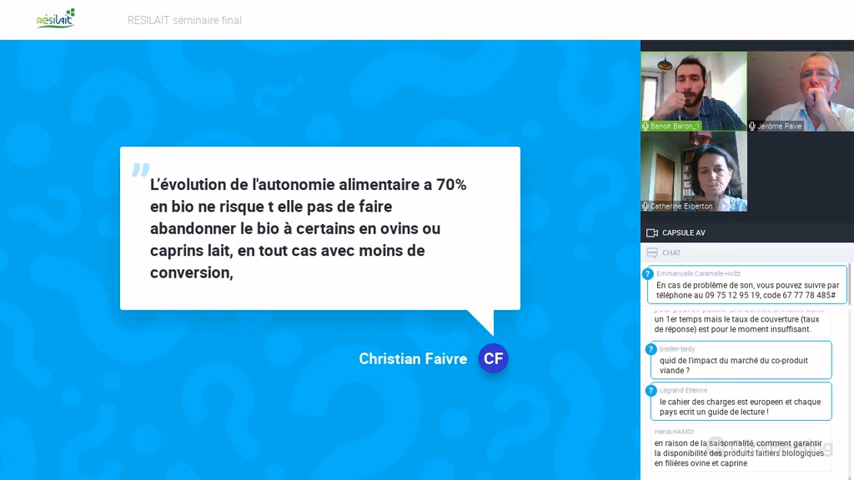 RésiLAIT
RESILAIT séminaire final
L'évolution de l'autonomie alimentaire a 70%
en bio ne risque t elle pas de faire
abandonner le bio à certains en ovins ou
caprins lait, en tout cas avec moins de
conversion,
Christian Faivre
CF
Benoit Baron_1
Jérôme Pavie
Catherine Experton
CAPSULE AV
CHAT
?
Emmanuelle Caramelle-Holtz
En cas de problème de son, vous pouvez suivre par
téléphone au 09 75 12 95 19, code 67 77 78 485#
un 1er temps mais le taux de couverture (taux
de réponse) est pour le moment insuffisant.
?
breiller-tardy
quid de l'impact du marché du co-produit
viande ?
?
Legrand Etienne
le cahier des charges est europeen et chaque
pays ecrit un guide de lecture !
Hania HAMDI
en raison de la saisonnalité, comment garantir
la disponibilité des produits laitiers biologiques
en filières ovine et caprine